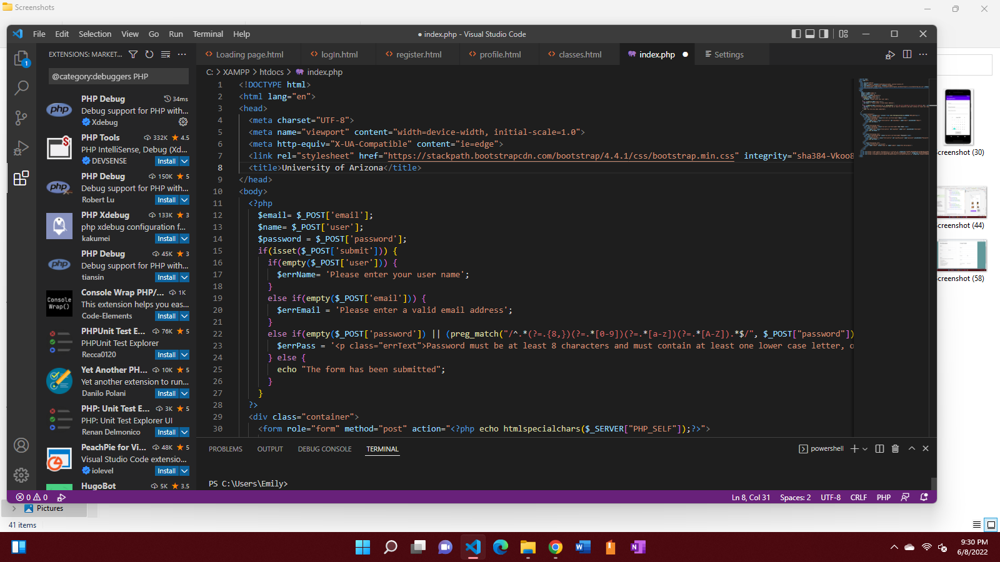 Screenshots
File Edit Selection View Go Run Terminal Help
● index.php - Visual Studio Code
EXTENSIONS: MARKET...
@category:debuggers PHP
PHP Debug 34ms
Debug support for PHP with...
Xdebug
PHP Tools 332K 4.5
PHP IntelliSense, Debug (Xd...
DEVSENSE Install
PHP Debug 150K 5
Debug support for PHP with...
Robert Lu Install
PHP Xdebug 133K 3
php xdebug configuration f...
kakumei Install
PHP Debug 45K 3
Debug support for PHP with...
tiansin Install
Console Wrap PHP/... 1K
This extension helps you eas...
Code-Elements Install
PHPUnit Test E... 76K 5
PHPUnit Test Explorer
Recca0120 Install
Yet Another PH... 10K 5
Yet another extension to run...
Danilo Polani Install
PHP: Unit Test E... 3K 5
PHP: Unit Test Explorer UI
Renan Delmonico Install
PeachPie for Vi... 48K 5
Visual Studio Code extensio...
iolevel Install
HugoBot 5K 3.5
php
php
php
Console
Wrap()
1
Loading page.html logIn.html register.html profile.html classes.html index.php ● Settings
C: > XAMPP > htdocs > index.php
1 <!DOCTYPE html>
2 <html lang="en">
3 <head>
4 <meta charset="UTF-8">
5 <meta name="viewport" content="width=device-width, initial-scale=1.0">
6 <meta http-equiv="X-UA-Compatible" content="ie=edge">
7 <link rel="stylesheet" href="https://stackpath.bootstrapcdn.com/bootstrap/4.4.1/css/bootstrap.min.css" integrity="sha384-Vkoo8
8 <title>University of Arizona</title>
9 </head>
10 <body>
11 <?php
12 $email= $_POST['email'];
13 $name= $_POST['user'];
14 $password = $_POST['password'];
15 if(isset($_POST['submit'])) {
16 if(empty($_POST['user'])) {
17 $errName= 'Please enter your user name';
18 }
19 else if(empty($_POST['email'])) {
20 $errEmail = 'Please enter a valid email address';
21 }
22 else if(empty($_POST['password']) || (preg_match("/^.*(?=.{8,})(?=.*[0-9])(?=.*[a-z])(?=.*[A-Z]).*$/", $_POST["password"])
23 $errPass = '<p class="errText">Password must be at least 8 characters and must contain at least one lower case letter, o
24 } else {
25 echo "The form has been submitted";
26 }
27 }
28 ?>
29 <div class="container">
30 <form role="form" method="post" action="<?php echo htmlspecialchars($_SERVER["PHP_SELF"]);?>">
PROBLEMS OUTPUT DEBUG CONSOLE TERMINAL
powershell
PS C:\Users\Emily>
0 0
Ln 8, Col 31 Spaces: 2 UTF-8 CRLF PHP
creenshot (30)
creenshot (44)
creenshot (58)
Pictures
41 items
9:30 PM
6/8/2022